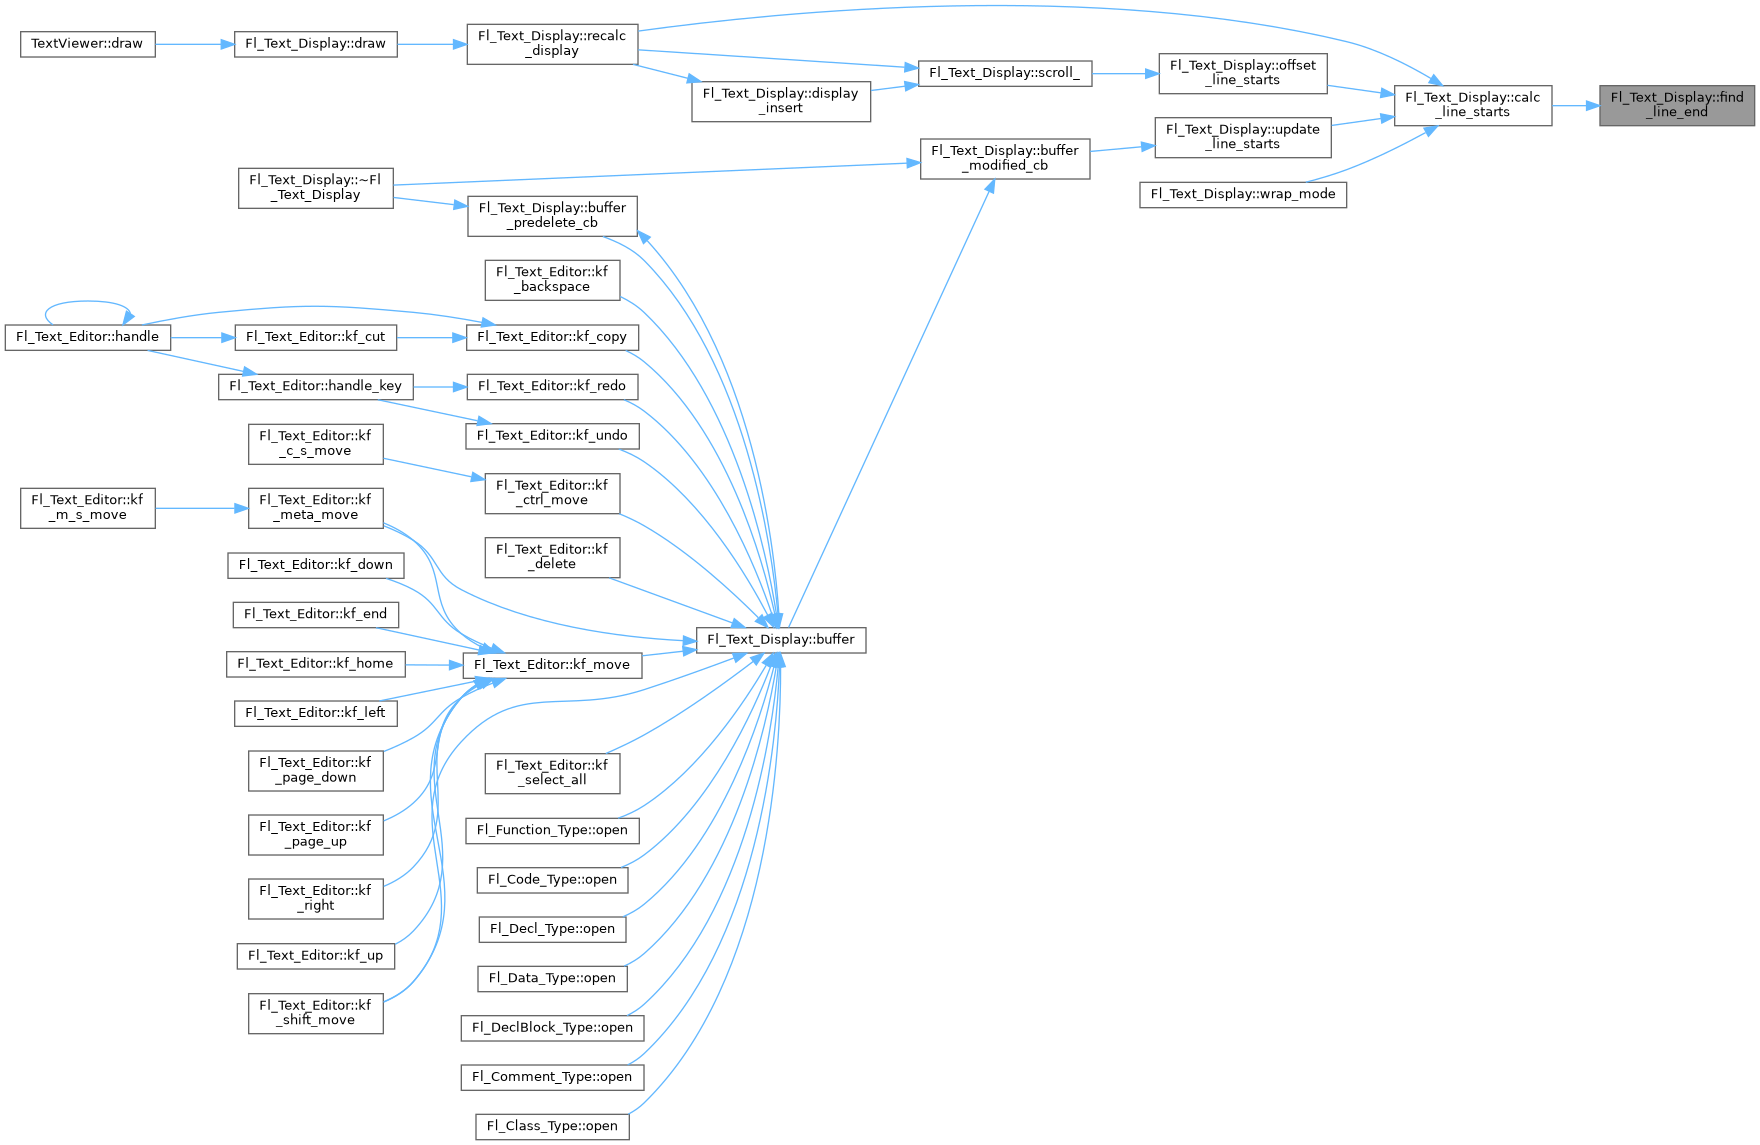 TextViewer::draw
Fl_Text_Display::draw
Fl_Text_Display::recalc
_display
Fl_Text_Display::display
_insert
Fl_Text_Display::scroll_
Fl_Text_Display::offset
_line_starts
Fl_Text_Display::calc
_line_starts
Fl_Text_Display::find
_line_end
Fl_Text_Display::update
_line_starts
Fl_Text_Display::buffer
_modified_cb
Fl_Text_Display::wrap_mode
Fl_Text_Display::~Fl
_Text_Display
Fl_Text_Display::buffer
_predelete_cb
Fl_Text_Editor::kf
_backspace
Fl_Text_Editor::handle
Fl_Text_Editor::kf_cut
Fl_Text_Editor::kf_copy
Fl_Text_Editor::handle_key
Fl_Text_Editor::kf_redo
Fl_Text_Editor::kf_undo
Fl_Text_Editor::kf
_c_s_move
Fl_Text_Editor::kf
_ctrl_move
Fl_Text_Editor::kf
_m_s_move
Fl_Text_Editor::kf
_meta_move
Fl_Text_Editor::kf
_delete
Fl_Text_Editor::kf_down
Fl_Text_Editor::kf_end
Fl_Text_Display::buffer
Fl_Text_Editor::kf_home
Fl_Text_Editor::kf_move
Fl_Text_Editor::kf_left
Fl_Text_Editor::kf
_page_down
Fl_Text_Editor::kf
_select_all
Fl_Text_Editor::kf
_page_up
Fl_Function_Type::open
Fl_Text_Editor::kf
_right
Fl_Code_Type::open
Fl_Decl_Type::open
Fl_Text_Editor::kf_up
Fl_Data_Type::open
Fl_Text_Editor::kf
_shift_move
Fl_DeclBlock_Type::open
Fl_Comment_Type::open
Fl_Class_Type::open